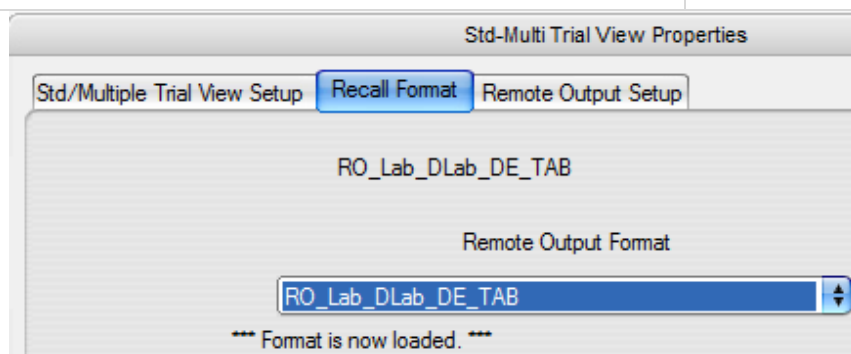 Std-Multi Trial View Properties
Std/Multiple Trial View Setup Recall Format Remote Output Setup
RO_Lab_DLab_DE_TAB
Remote Output Format
RO_Lab_DLab_DE_TAB
*** Format is now loaded. ***